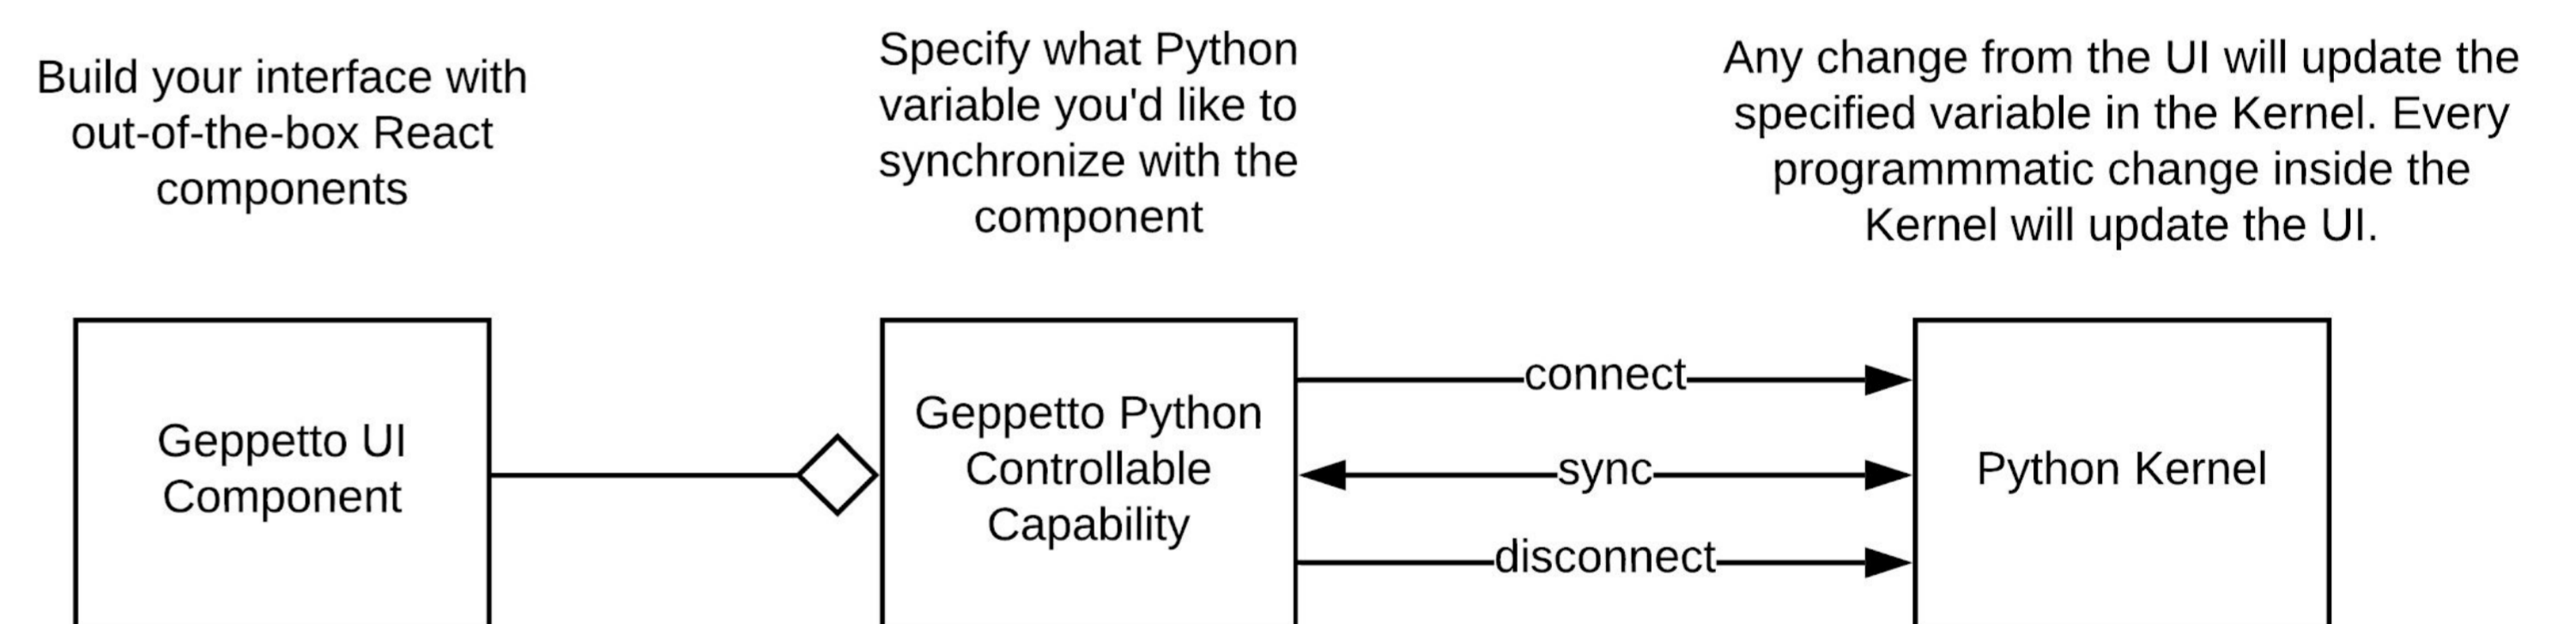 Build your interface with
out-of-the-box React
components
Specify what Python
variable you'd like to
synchronize with the
component
Any change from the UI will update the
specified variable in the Kernel. Every
programmmatic change inside the
Kernel will update the UI.
Geppetto UI
Component
Geppetto Python
Controllable
Capability
connect
sync
disconnect
Python Kernel